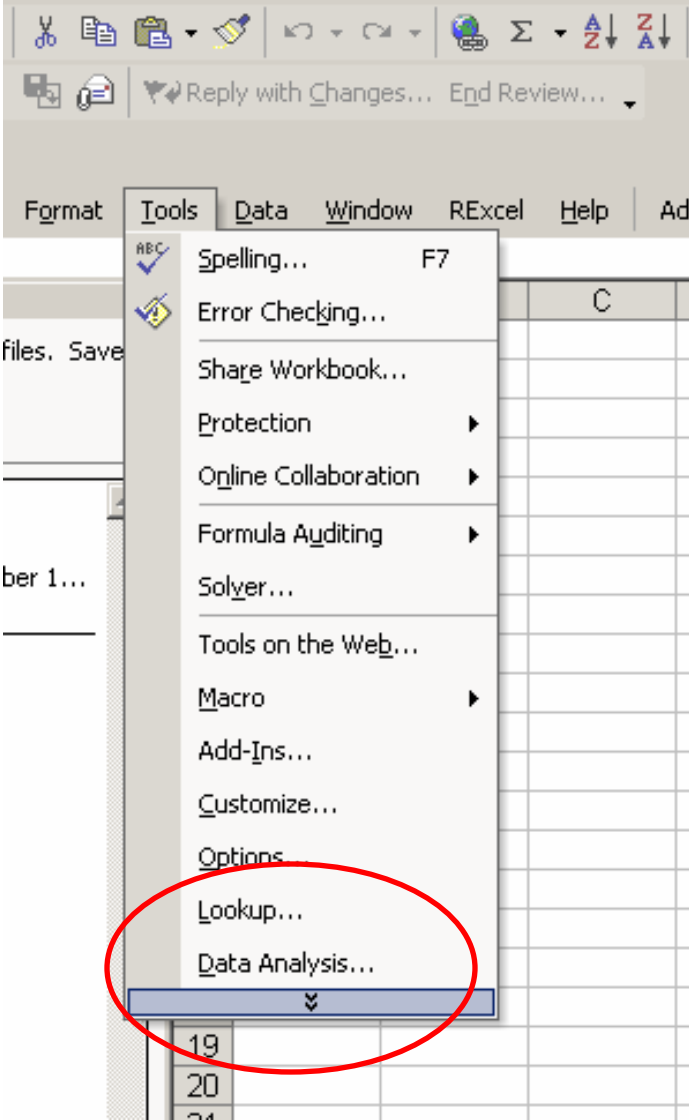 Reply with Changes... End Review...
Format Tools Data Window RExcel Help Ad
ABC Spelling... F7
C
Error Checking...
files. Save
Share Workbook...
Protection
Online Collaboration
Formula Auditing
ber 1...
Solver...
Tools on the Web...
Macro
Add-Ins...
Customize...
Options...
Lookup...
Data Analysis...
19
20